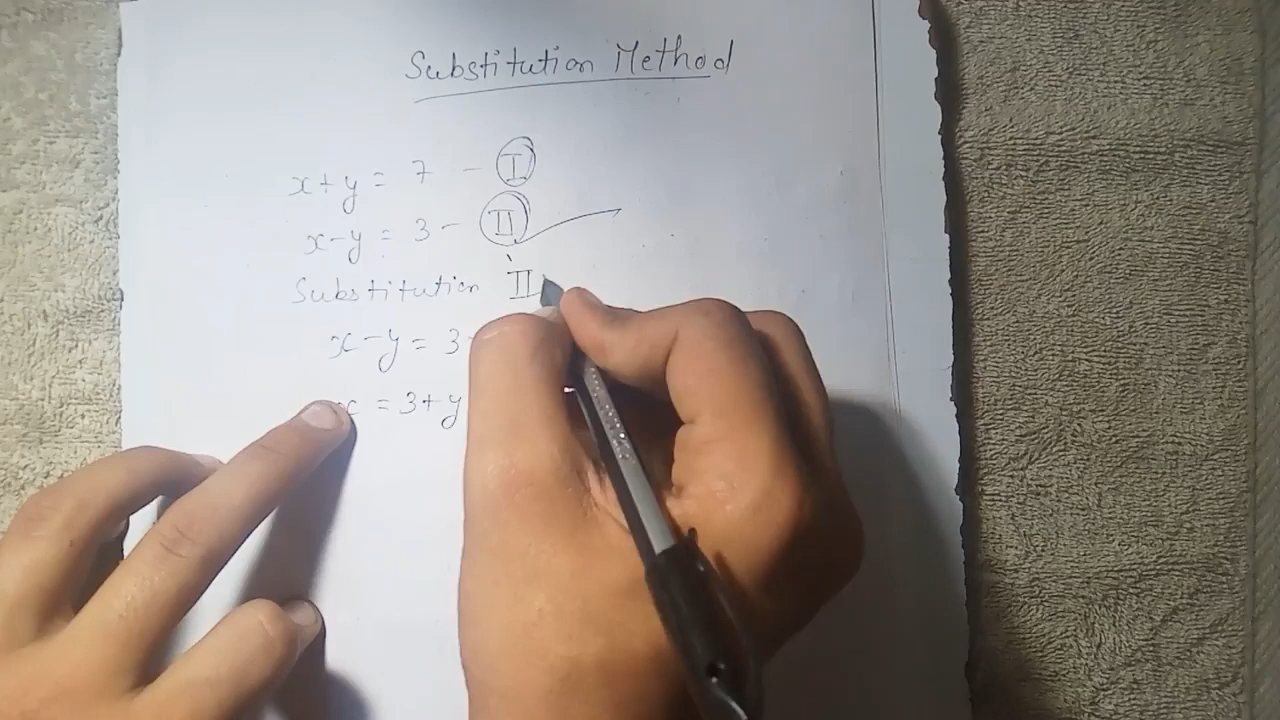 Substitution Method
x+y = 7 - I
x-y = 3 - II
Substitution II
x-y = 3
x = 3+y